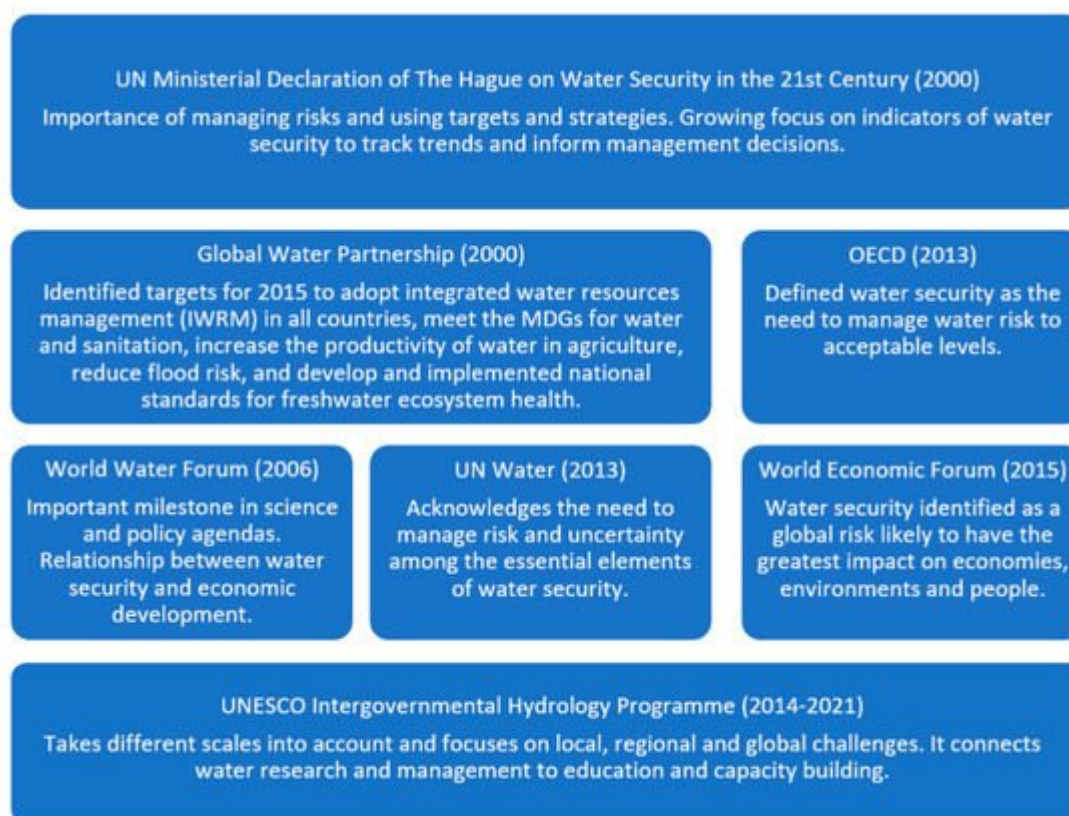 UN Ministerial Declaration of The Hague on Water Security in the 21st Century (2000)
Importance of managing risks and using targets and strategies. Growing focus on indicators of water
security to track trends and inform management decisions.
Global Water Partnership (2000)
Identified targets for 2015 to adopt integrated water resources
management (IWRM) in all countries, meet the MDGs for water
and sanitation, increase the productivity of water in agriculture,
reduce flood risk, and develop and implemented national
standards for freshwater ecosystem health.
OECD (2013)
Defined water security as the
need to manage water risk to
acceptable levels.
World Water Forum (2006)
Important milestone in science
and policy agendas.
Relationship between water
security and economic
development.
UN Water (2013)
Acknowledges the need to
manage risk and uncertainty
among the essential elements
of water security.
World Economic Forum (2015)
Water security identified as a
global risk likely to have the
greatest impact on economies,
environments and people.
UNESCO Intergovernmental Hydrology Programme (2014-2021)
Takes different scales into account and focuses on local, regional and global challenges. It connects
water research and management to education and capacity building.